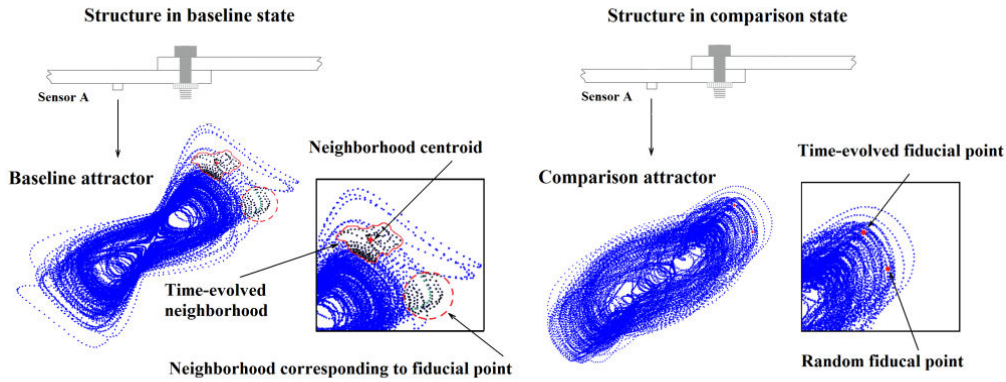 Structure in baseline state
Structure in comparison state
Sensor A
Sensor A
Neighborhood centroid
Time-evolved fiducial point
Baseline attractor
Comparison attractor
Time-evolved
neighborhood
Neighborhood corresponding to fiducial point
Random fiducal point